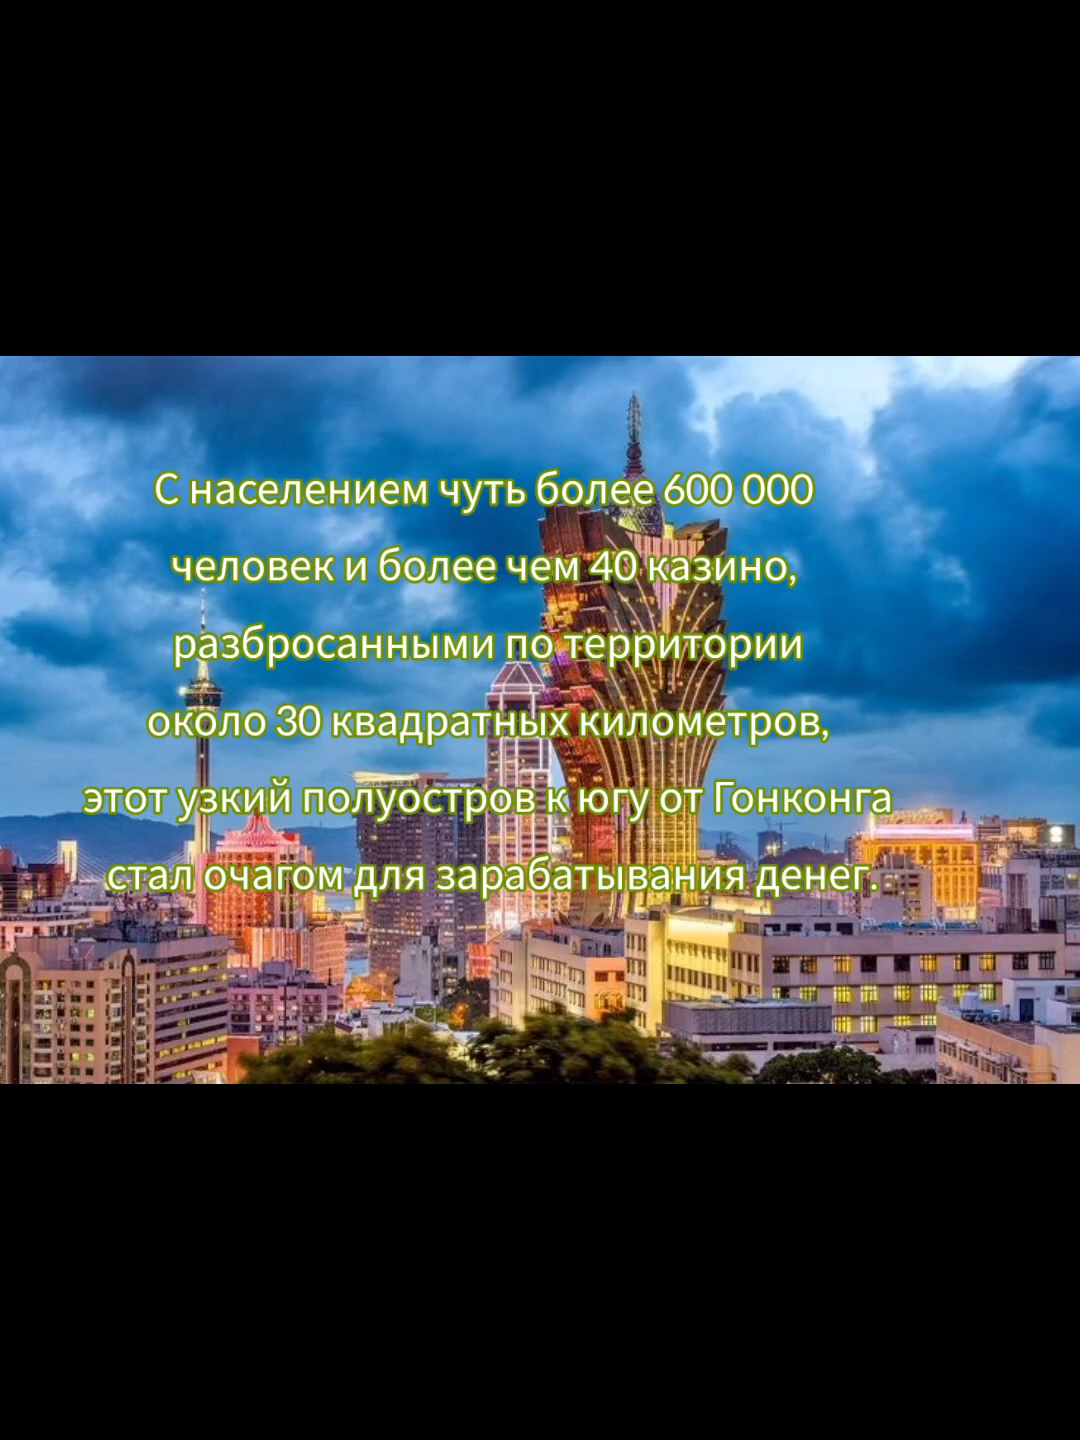 С населением чуть более 600 000
человек и более чем 40 казино,
разбросанными по территории
около 30 квадратных километров,
этот узкий полуостров к югу от Гонконга
стал очагом для зарабатывания денег.